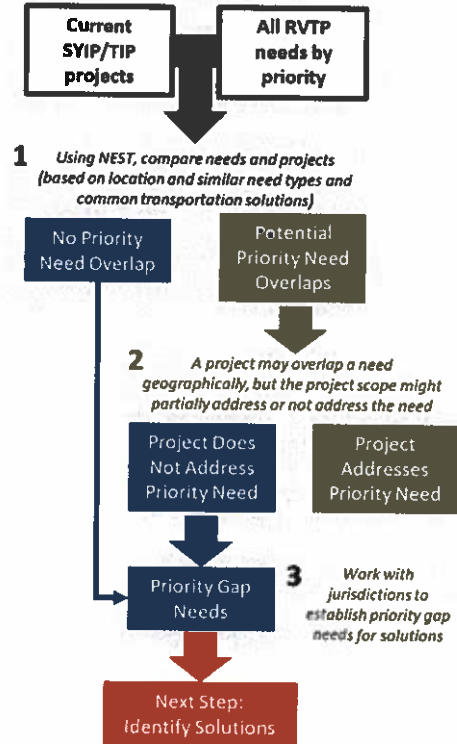 Current
SYIP/TIP
projects
All RVTP
needs by
priority
1
Using NEST, compare needs and projects
(based on location and similar need types and
common transportation solutions)
No Priority
Need Overlap
Potential
Priority Need
Overlaps
2
A project may overlap a need
geographically, but the project scope might
partially address or not address the need
Project Does
Not Address
Priority Need
Project
Addresses
Priority Need
Priority Gap
Needs
3
Work with
jurisdictions to
establish priority gap
needs for solutions
Next Step:
Identify Solutions